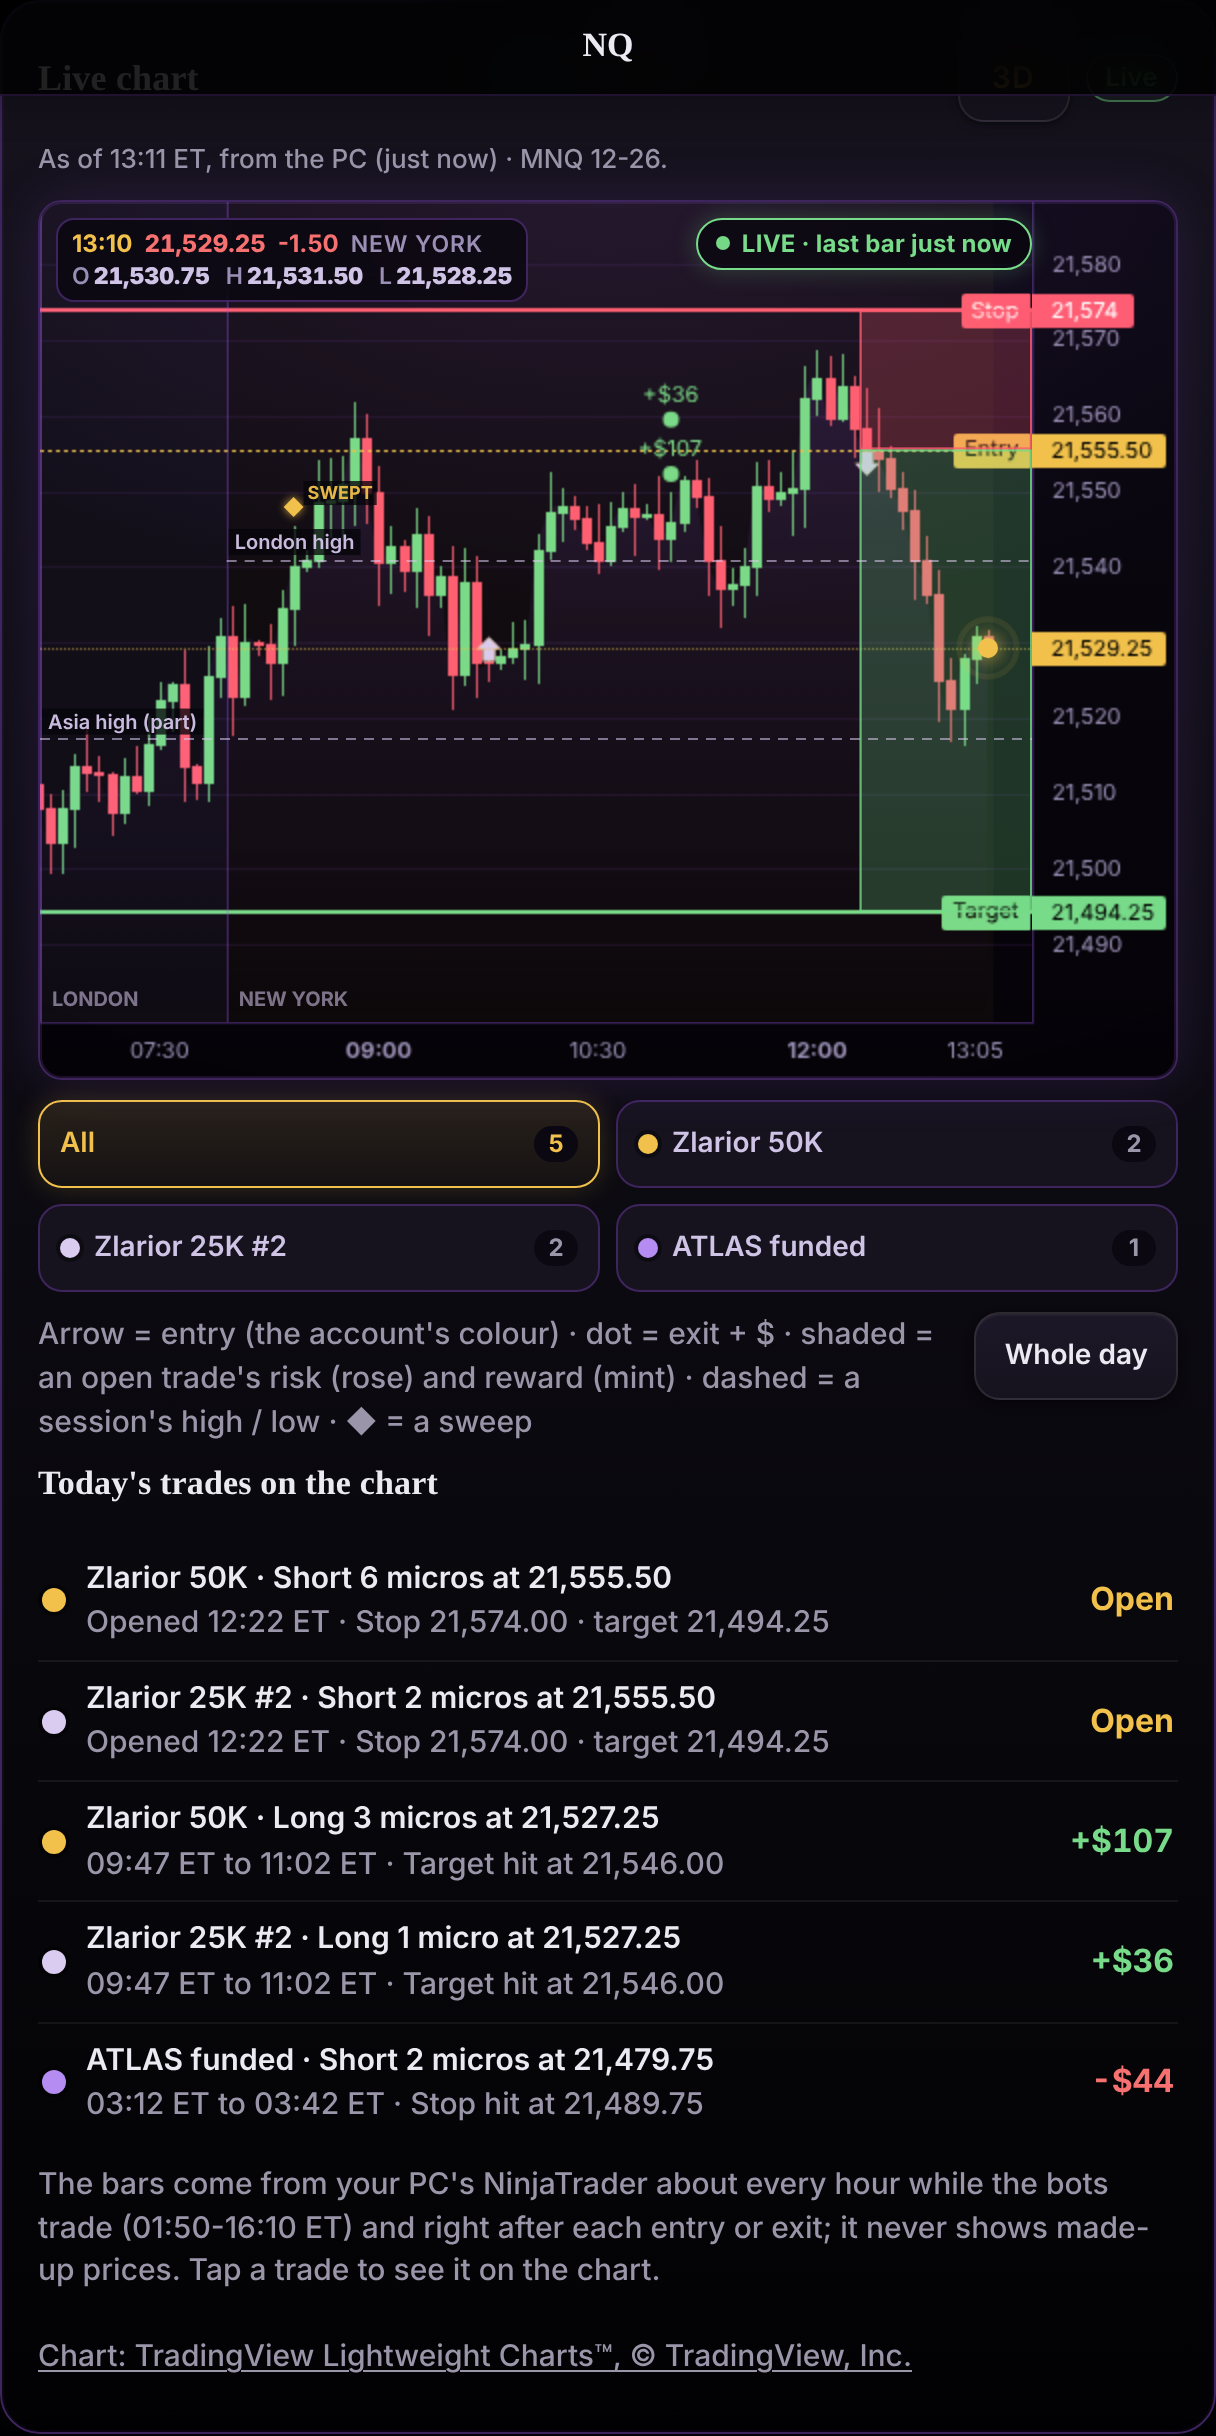 NQ
Live chart
3D
Live
As of 13:11 ET, from the PC (just now) · MNQ 12-26.
13:10 21,529.25 -1.50 NEW YORK
O 21,530.75 H 21,531.50 L 21,528.25
LIVE · last bar just now
21,580
Stop 21,574
21,570
+$36
21,560
+$107
Entry 21,555.50
SWEPT
21,550
London high
21,540
21,529.25
Asia high (part)
21,520
21,510
21,500
Target 21,494.25
21,490
LONDON
NEW YORK
07:30 09:00 10:30 12:00 13:05
All 5
Zlarior 50K 2
Zlarior 25K #2 2
ATLAS funded 1
Arrow = entry (the account's colour) · dot = exit + $ · shaded =
an open trade's risk (rose) and reward (mint) · dashed = a
session's high / low · ◆ = a sweep
Whole day
Today's trades on the chart
Zlarior 50K · Short 6 micros at 21,555.50
Opened 12:22 ET · Stop 21,574.00 · target 21,494.25
Open
Zlarior 25K #2 · Short 2 micros at 21,555.50
Opened 12:22 ET · Stop 21,574.00 · target 21,494.25
Open
Zlarior 50K · Long 3 micros at 21,527.25
09:47 ET to 11:02 ET · Target hit at 21,546.00
+$107
Zlarior 25K #2 · Long 1 micro at 21,527.25
09:47 ET to 11:02 ET · Target hit at 21,546.00
+$36
ATLAS funded · Short 2 micros at 21,479.75
03:12 ET to 03:42 ET · Stop hit at 21,489.75
-$44
The bars come from your PC's NinjaTrader about every hour while the bots
trade (01:50-16:10 ET) and right after each entry or exit; it never shows made-
up prices. Tap a trade to see it on the chart.
Chart: TradingView Lightweight Charts™, © TradingView, Inc.